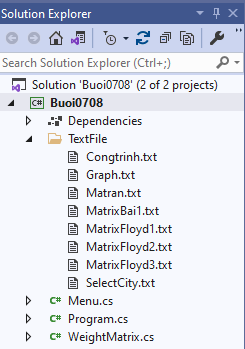 Solution Explorer
Search Solution Explorer (Ctrl+;)
Solution 'Buoi0708' (2 of 2 projects)
C# Buoi0708
Dependencies
TextFile
Congtrinh.txt
Graph.txt
Matran.txt
MatrixBai1.txt
MatrixFloyd1.txt
MatrixFloyd2.txt
MatrixFloyd3.txt
SelectCity.txt
C# Menu.cs
C# Program.cs
C# WeightMatrix.cs